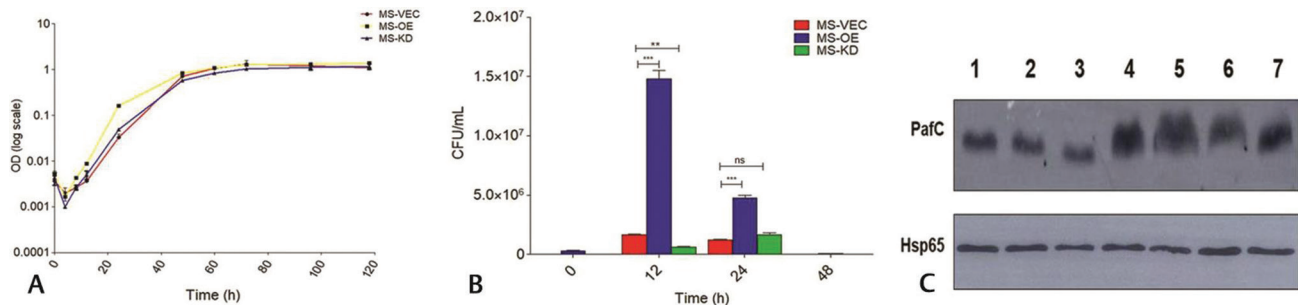 MS-VEC
MS-OE
MS-KD
OD (log scale)
10
1
0.1
0.01
0.001
0.0001
0 20 40 60 80 100 120
Time (h)
A
MS-VEC
MS-OE
MS-KD
CFU/mL
2.0×10⁷
1.5×10⁷
1.0×10⁷
5.0×10⁶
0
**
***
ns
***
0 12 24 48
Time (h)
B
1 2 3 4 5 6 7
PafC
Hsp65
C